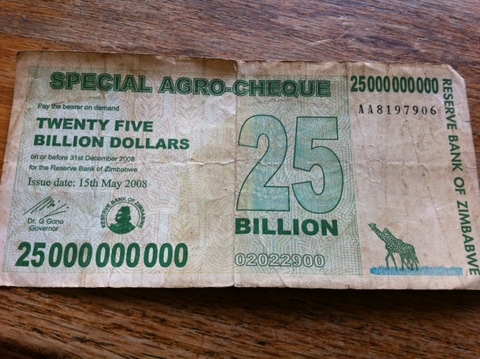 SPECIAL AGRO-CHEQUE
25000000000
Pay the bearer on demand
AA8197906
TWENTY FIVE
BILLION DOLLARS
25
on or before 31st December 2008
for the Reserve Bank of Zimbabwe
Issue date: 15th May 2008
BILLION
Dr. G Gono
Governor
RESERVE BANK OF ZIMBABWE
25000000000
02022900
RESERVE BANK OF ZIMBABWE